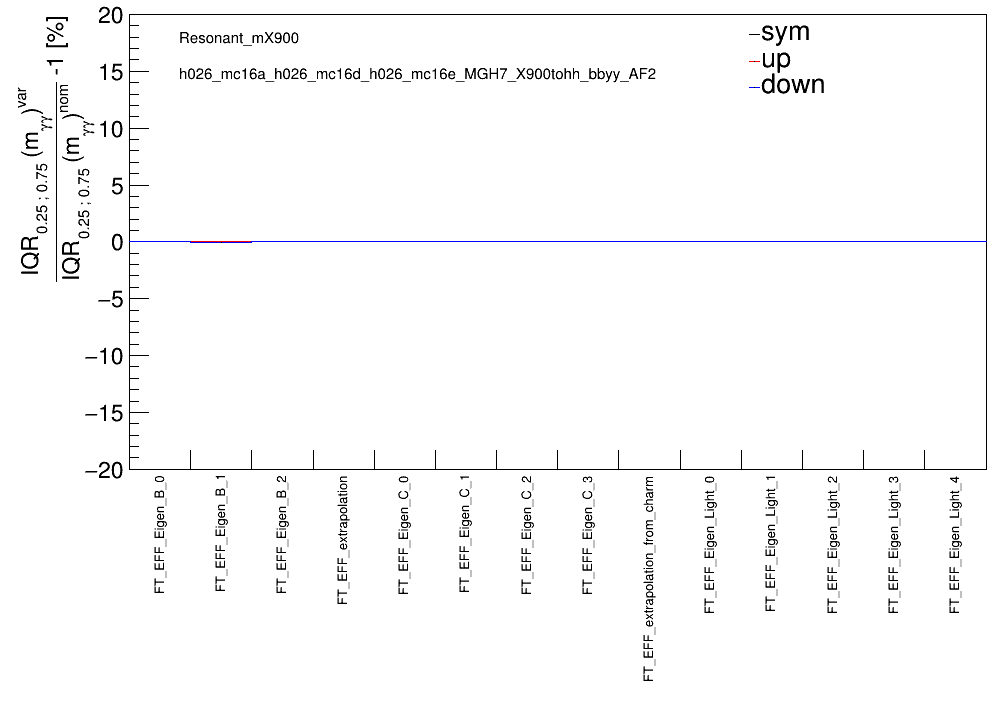 IQR0.25 ; 0.75 (mγγ)var
IQR0.25 ; 0.75 (mγγ)nom -1 [%]
Resonant_mX900
h026_mc16a_h026_mc16d_h026_mc16e_MGH7_X900tohh_bbyy_AF2
sym
up
down
20
15
10
5
0
−5
−10
−15
−20
FT_EFF_Eigen_B_0
FT_EFF_Eigen_B_1
FT_EFF_Eigen_B_2
FT_EFF_extrapolation
FT_EFF_Eigen_C_0
FT_EFF_Eigen_C_1
FT_EFF_Eigen_C_2
FT_EFF_Eigen_C_3
FT_EFF_extrapolation_from_charm
FT_EFF_Eigen_Light_0
FT_EFF_Eigen_Light_1
FT_EFF_Eigen_Light_2
FT_EFF_Eigen_Light_3
FT_EFF_Eigen_Light_4